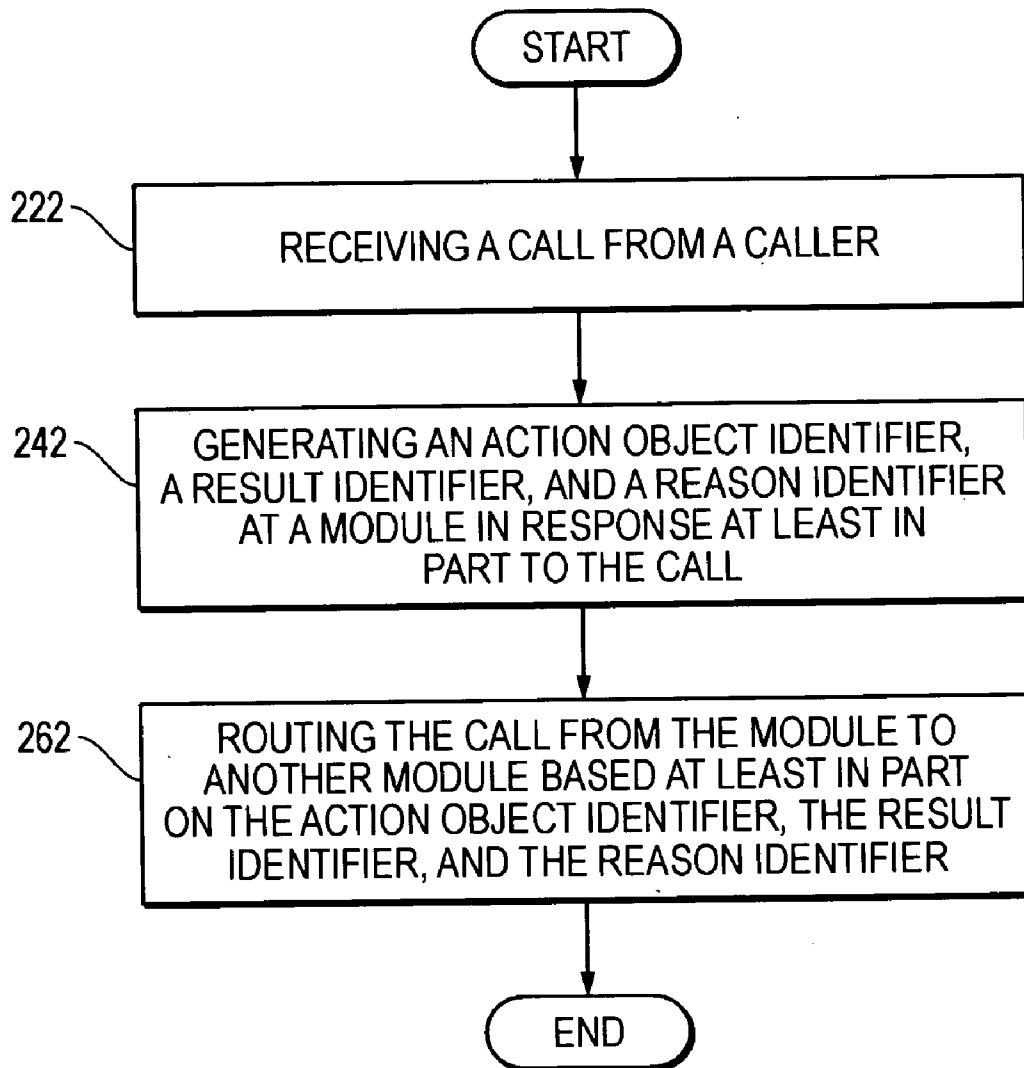 START
222
RECEIVING A CALL FROM A CALLER
242
GENERATING AN ACTION OBJECT IDENTIFIER,
A RESULT IDENTIFIER, AND A REASON IDENTIFIER
AT A MODULE IN RESPONSE AT LEAST IN
PART TO THE CALL
262
ROUTING THE CALL FROM THE MODULE TO
ANOTHER MODULE BASED AT LEAST IN PART
ON THE ACTION OBJECT IDENTIFIER, THE RESULT
IDENTIFIER, AND THE REASON IDENTIFIER
END